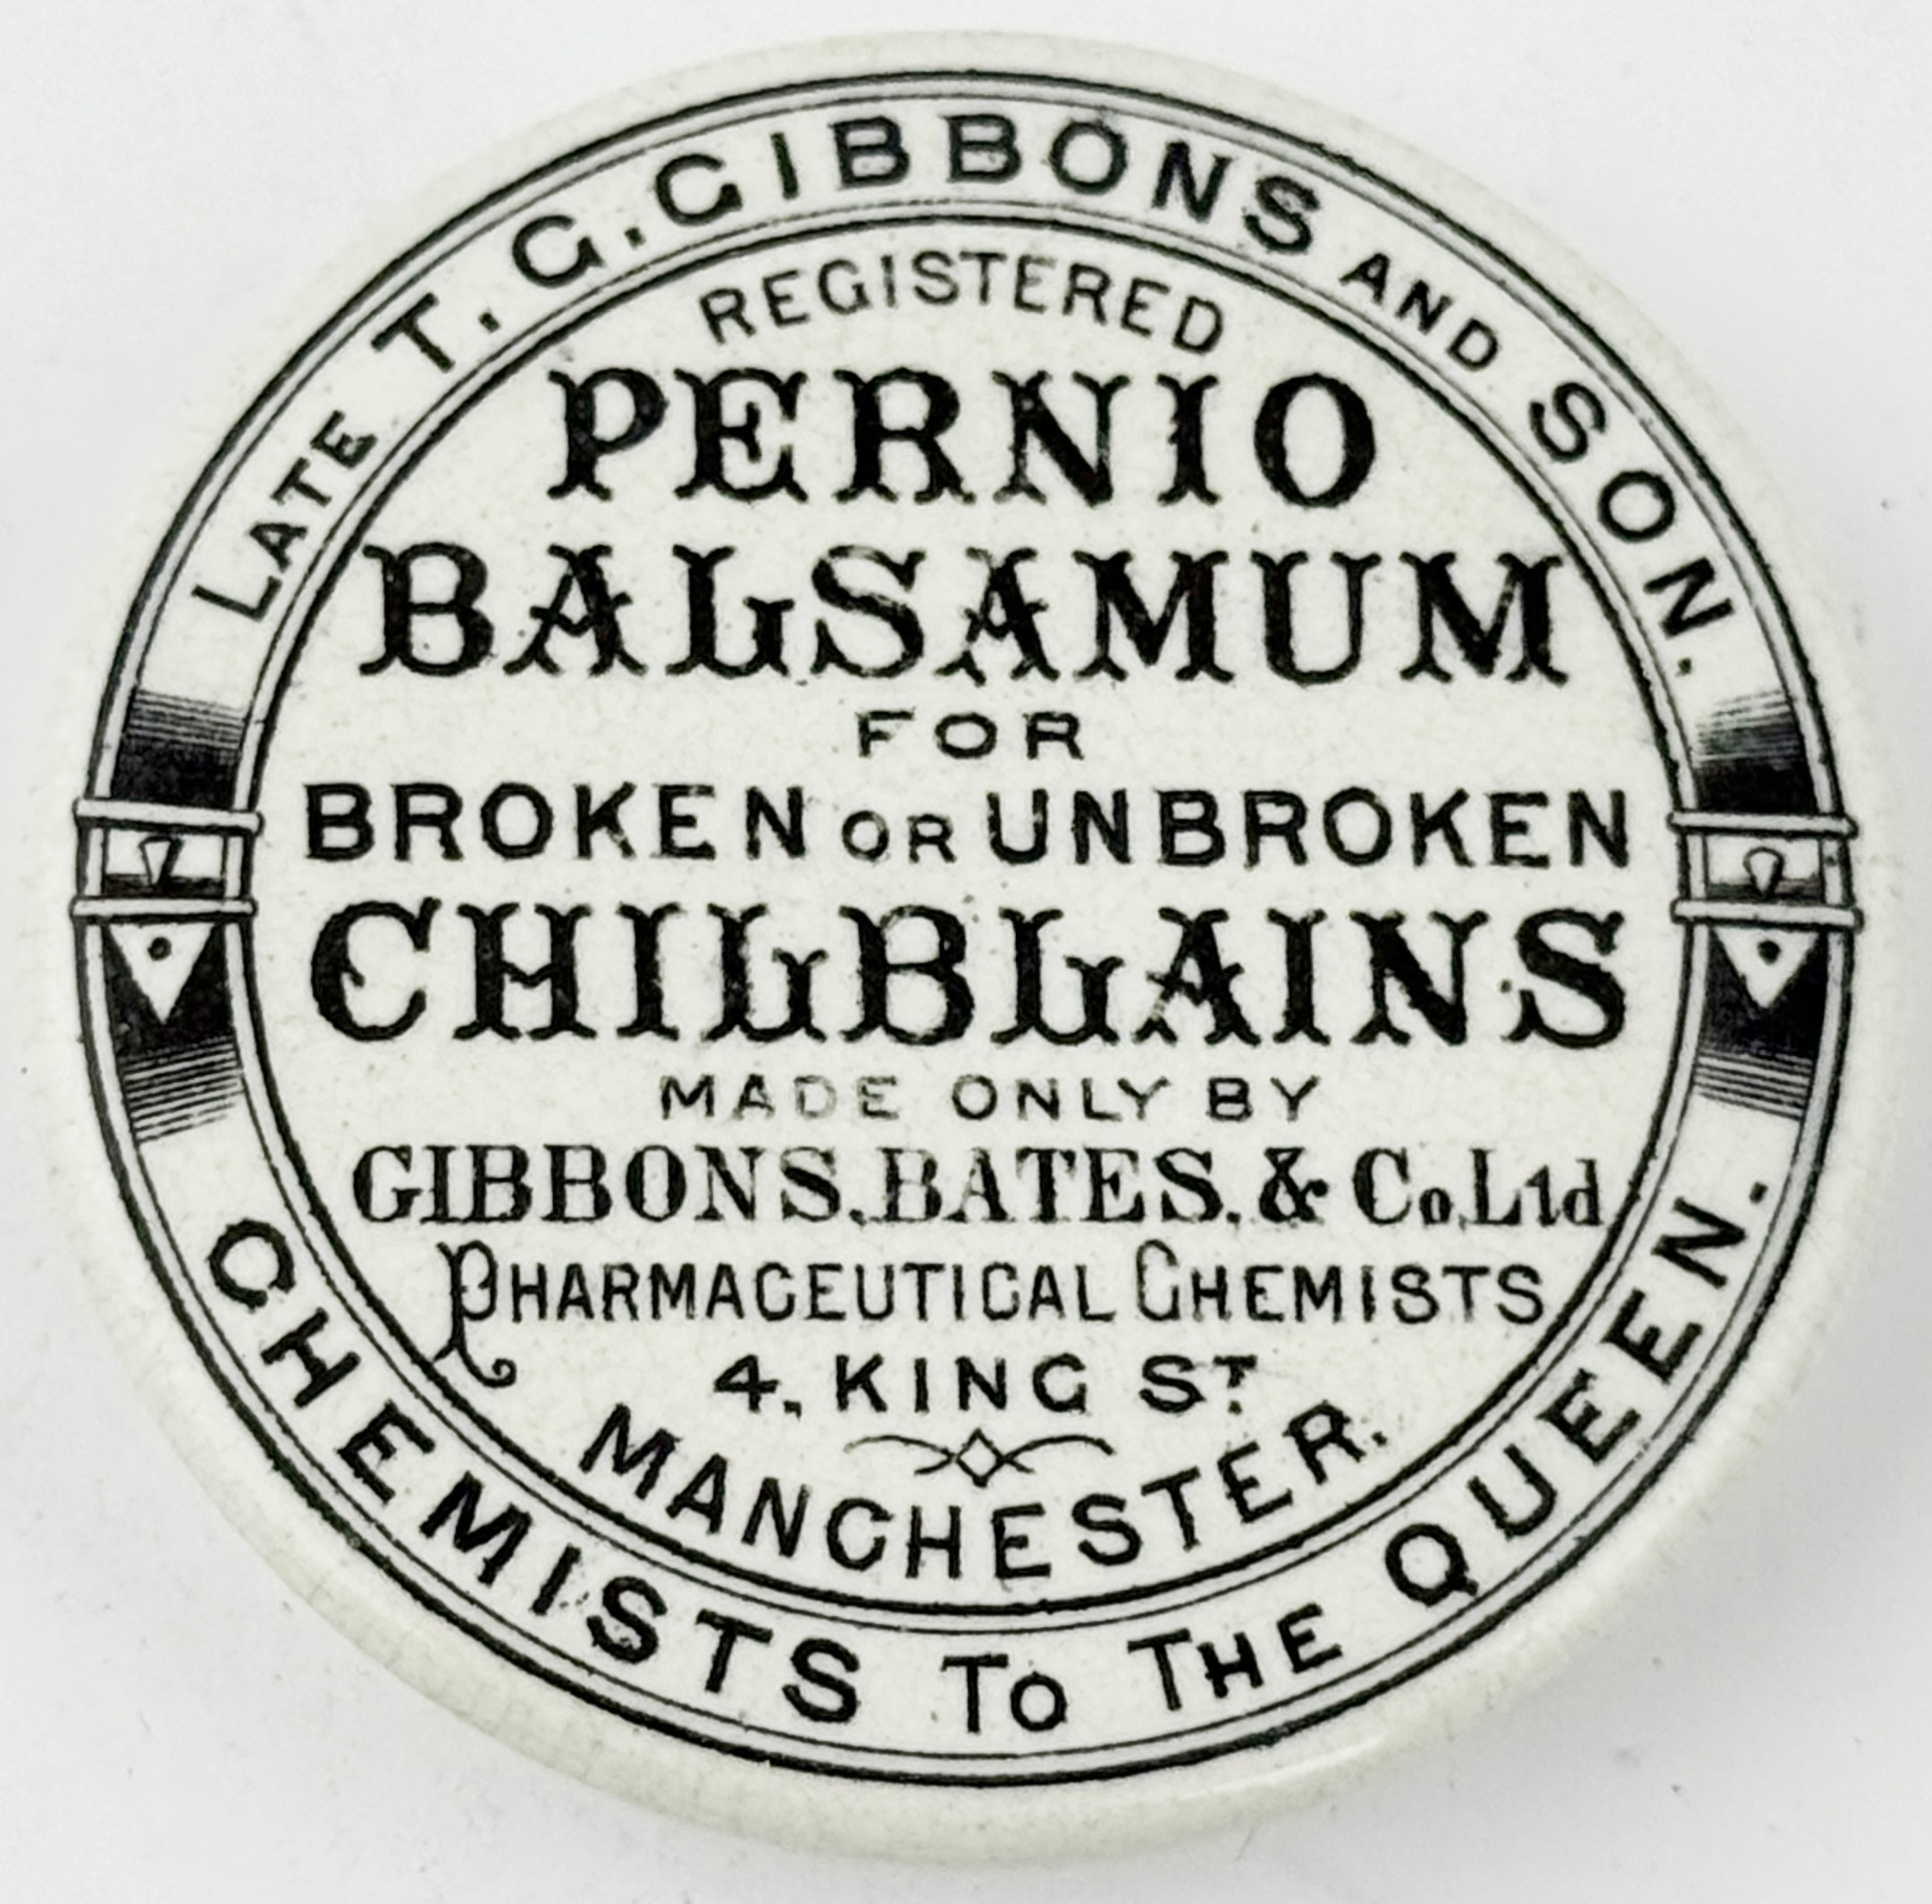 LATE T. G. GIBBONS AND SON.
REGISTERED
PERNIO
BALSAMUM
FOR
BROKEN OR UNBROKEN
CHILBLAINS
MADE ONLY BY
GIBBONS, BATES, & Co. Ltd
PHARMACEUTICAL CHEMISTS
4, KING ST
MANCHESTER.
CHEMISTS TO THE QUEEN.